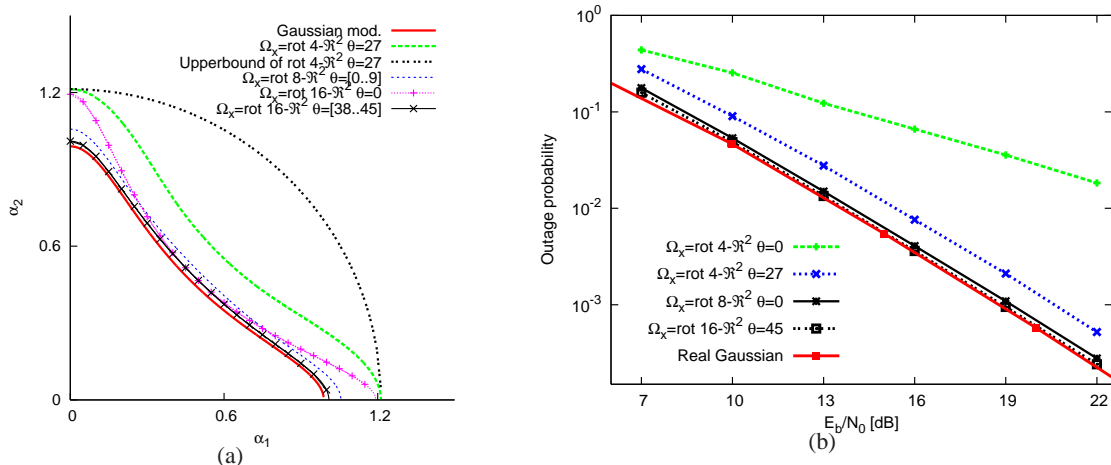 Gaussian mod.
Ωx=rot 4-ℜ² θ=27
Upperbound of rot 4-ℜ² θ=27
Ωx=rot 8-ℜ² θ=[0..9]
Ωx=rot 16-ℜ² θ=0
Ωx=rot 16-ℜ² θ=[38..45]
1.2
0.6
0
α2
0
0.6
1.2
α1
(a)
10^0
10^-1
10^-2
10^-3
Outage probability
Ωx=rot 4-ℜ² θ=0
Ωx=rot 4-ℜ² θ=27
Ωx=rot 8-ℜ² θ=0
Ωx=rot 16-ℜ² θ=45
Real Gaussian
7 10 13 16 19 22
Eb/N0 [dB]
(b)